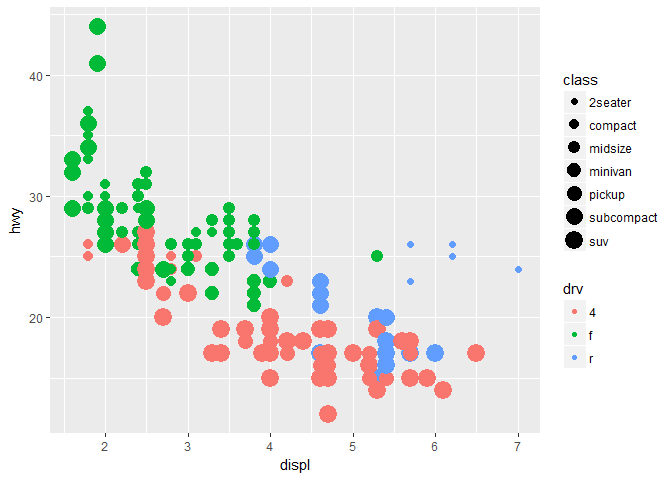 40
30
20
hwy
2
3
4
5
6
7
displ
class
2seater
compact
midsize
minivan
pickup
subcompact
suv
drv
4
f
r